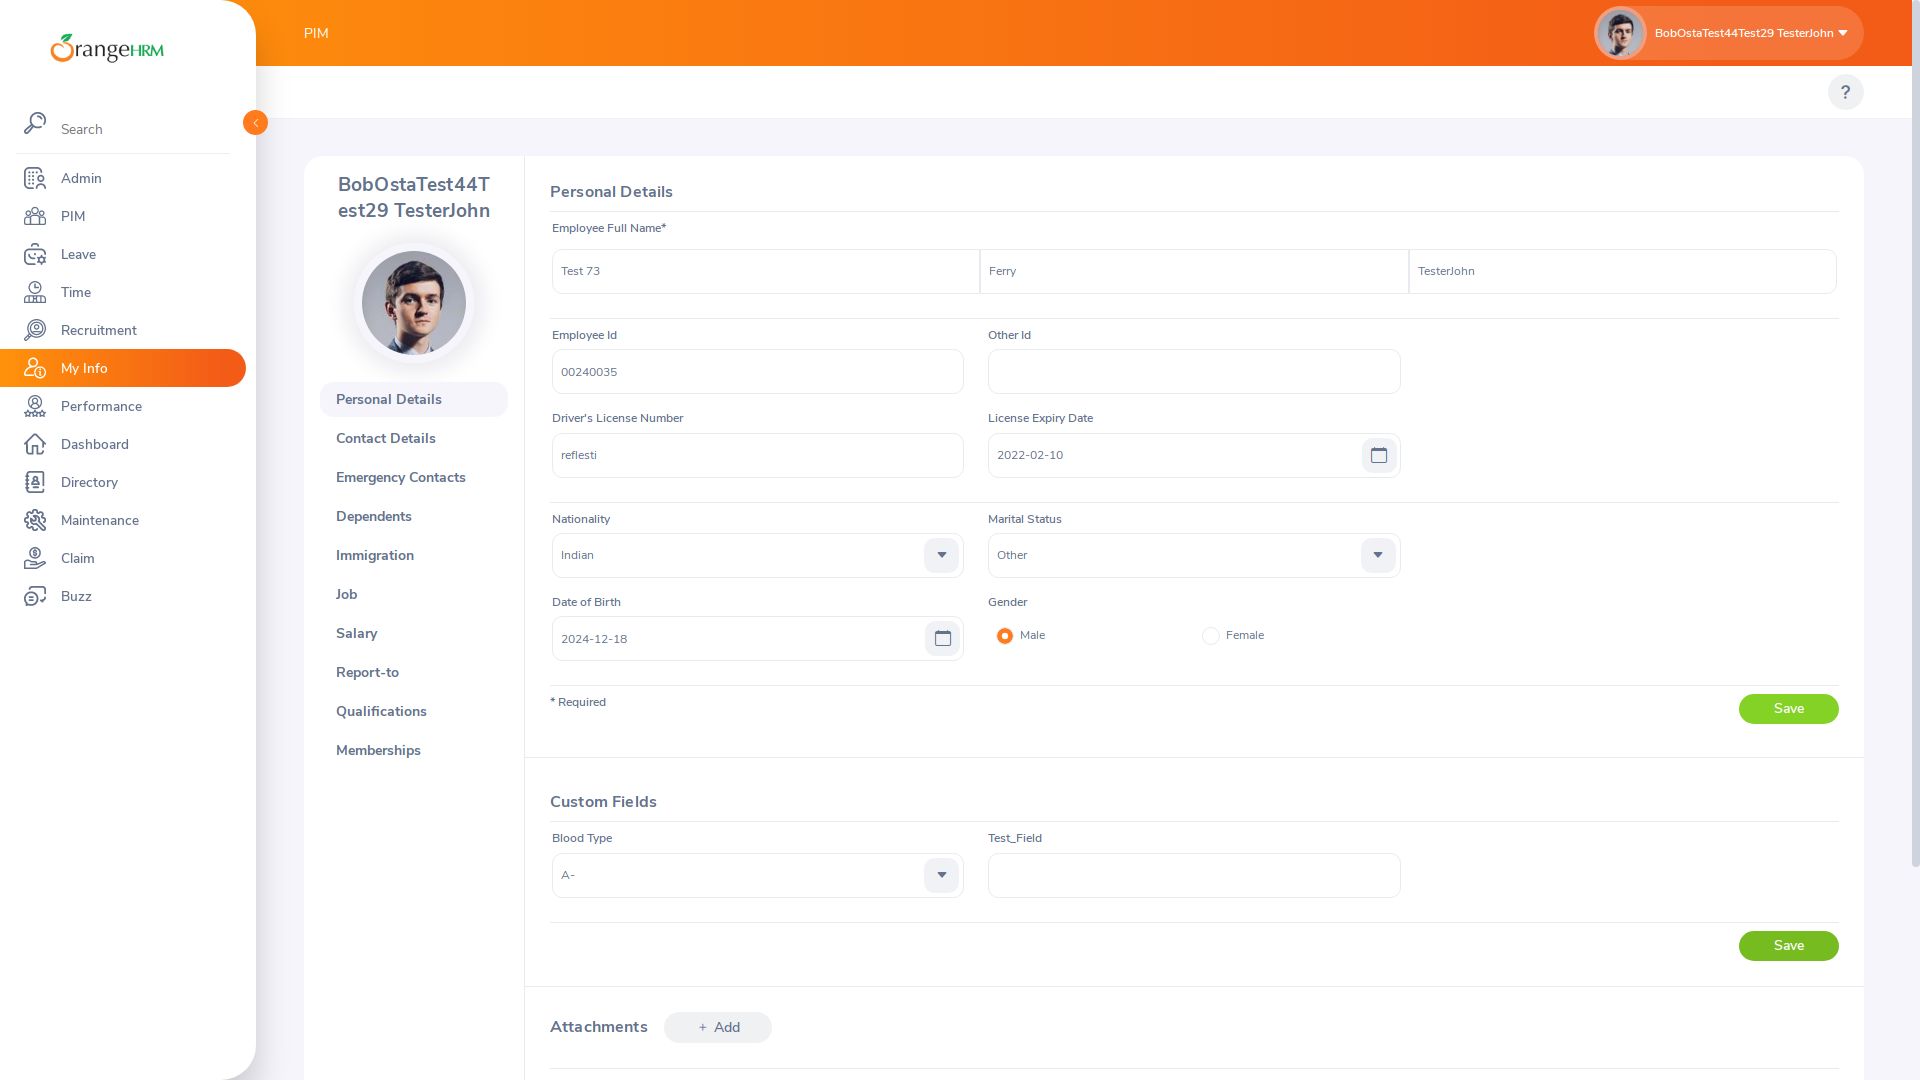 OrangeHRM
PIM
BobOstaTest44Test29 TesterJohn
?
Search
Admin
PIM
Leave
Time
Recruitment
My Info
Performance
Dashboard
Directory
Maintenance
Claim
Buzz
BobOstaTest44T
est29 TesterJohn
Personal Details
Contact Details
Emergency Contacts
Dependents
Immigration
Job
Salary
Report-to
Qualifications
Memberships
Personal Details
Employee Full Name*
Test 73 Ferry TesterJohn
Employee Id Other Id
00240035
Driver's License Number License Expiry Date
reflesti 2022-02-10
Nationality Marital Status
Indian Other
Date of Birth Gender
2024-12-18 Male Female
* Required Save
Custom Fields
Blood Type Test_Field
A-
Save
Attachments + Add